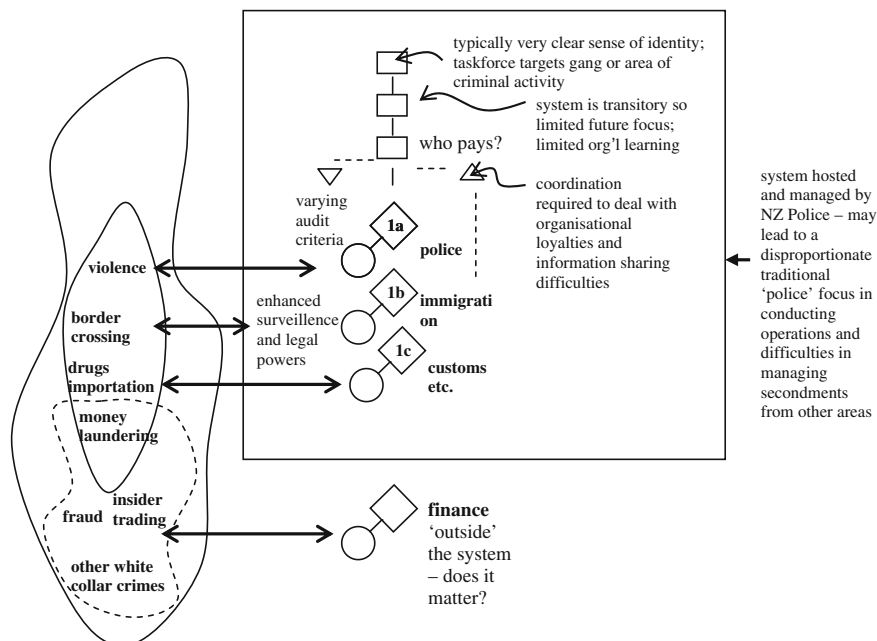 typically very clear sense of identity;
taskforce targets gang or area of
criminal activity
system is transitory so
limited future focus;
limited org'l learning
who pays?
varying
audit
criteria
coordination
required to deal with
organisational
loyalties and
information sharing
difficulties
system hosted
and managed by
NZ Police – may
lead to a
disproportionate
traditional
'police' focus in
conducting
operations and
difficulties in
managing
secondments
from other areas
1a
police
violence
1b
immigrati
on
border
crossing
enhanced
surveillence
and legal
powers
1c
customs
etc.
drugs
importation
money
laundering
insider
trading
fraud
other white
collar crimes
finance
'outside'
the system
– does it
matter?